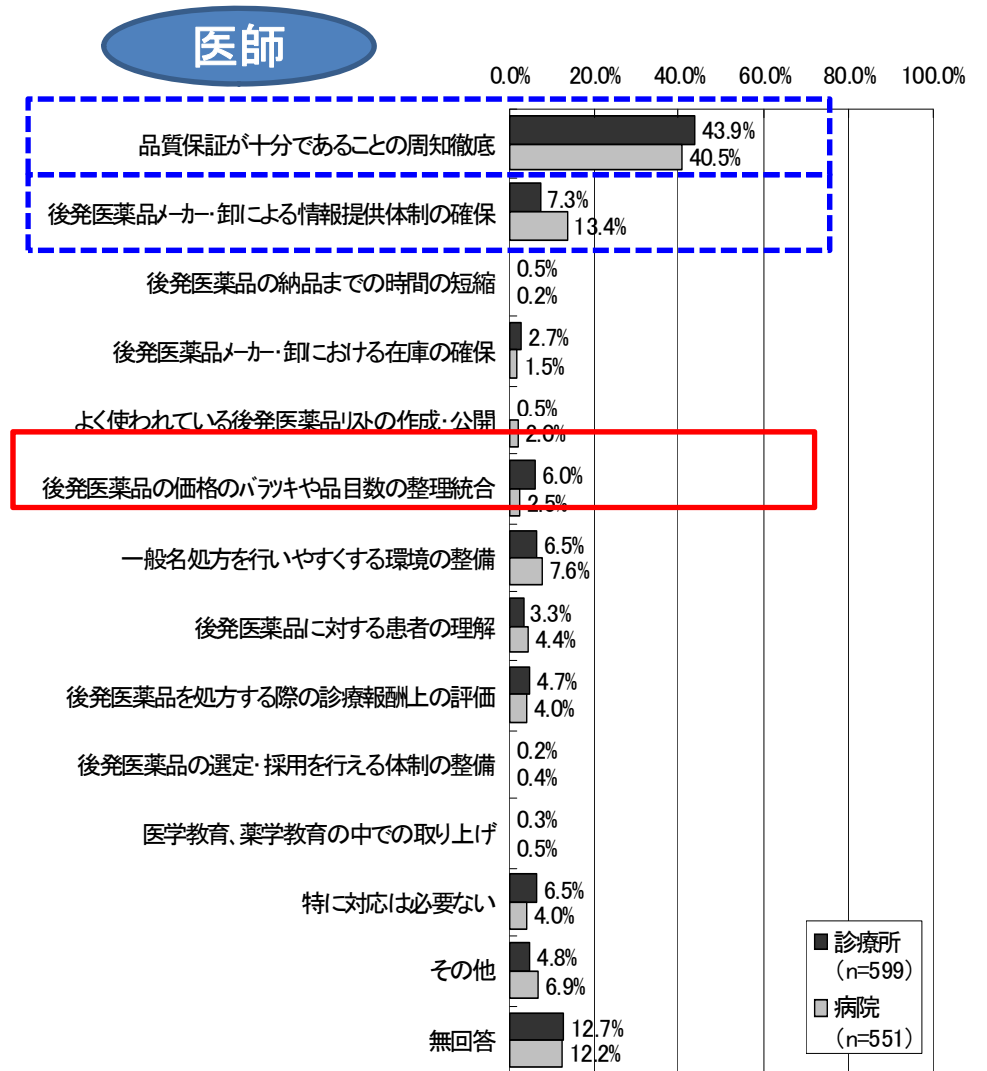 医師
0.0% 20.0% 40.0% 60.0% 80.0% 100.0%
品質保証が十分であることの周知徹底
43.9%
40.5%
後発医薬品メーカー・卸による情報提供体制の確保
7.3%
13.4%
後発医薬品の納品までの時間の短縮
0.5%
0.2%
後発医薬品メーカー・卸における在庫の確保
2.7%
1.5%
よく使われている後発医薬品リストの作成・公開
0.5%
2.0%
後発医薬品の価格のバラツキや品目数の整理統合
6.0%
2.5%
一般名処方を行いやすくする環境の整備
6.5%
7.6%
後発医薬品に対する患者の理解
3.3%
4.4%
後発医薬品を処方する際の診療報酬上の評価
4.7%
4.0%
後発医薬品の選定・採用を行える体制の整備
0.2%
0.4%
医学教育、薬学教育の中での取り上げ
0.3%
0.5%
特に対応は必要ない
6.5%
4.0%
その他
4.8%
6.9%
無回答
12.7%
12.2%
診療所
（n=599）
病院
（n=551）